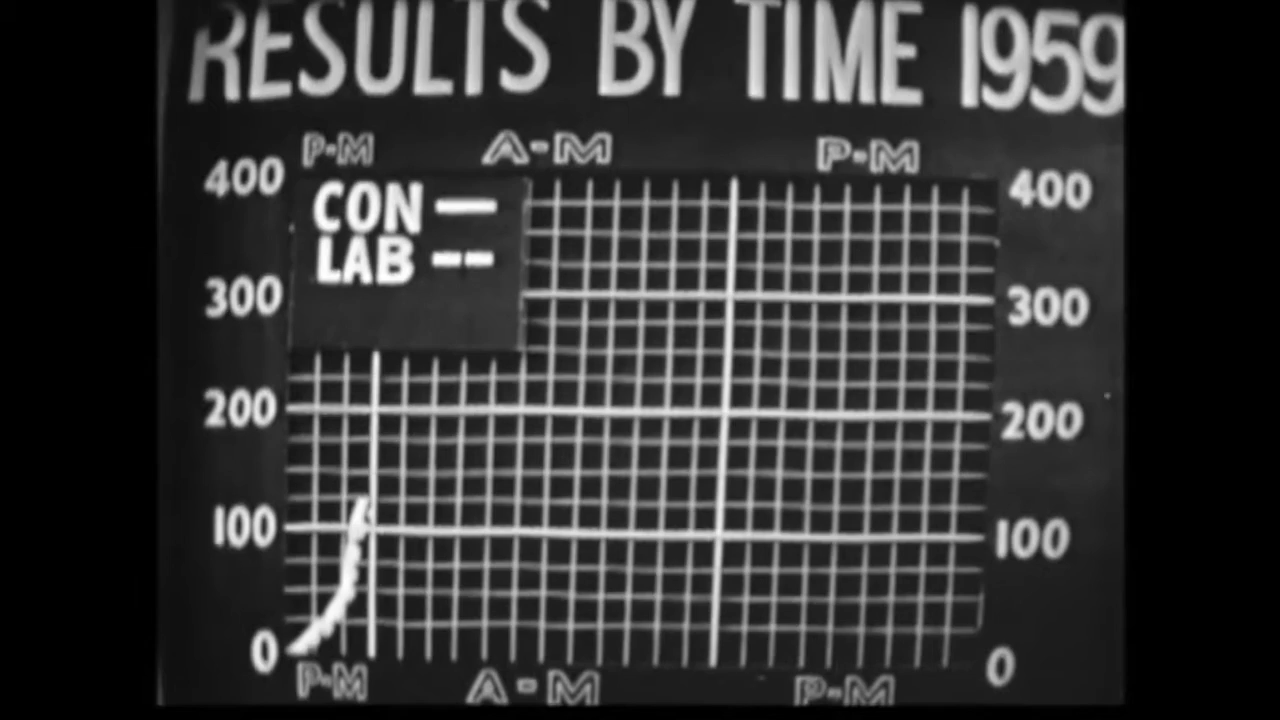 RESULTS BY TIME 1959
P-M A-M P-M
400 400
CON
LAB
300 300
200 200
100 100
0 0
P-M A-M P-M